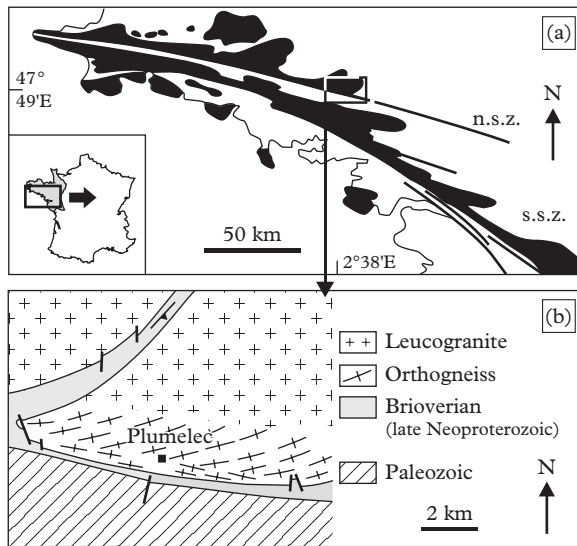 (a)
47°
49'E
N
n.s.z.
s.s.z.
50 km
2°38'E
(b)
Leucogranite
Orthogneiss
Brioverian
(late Neoproterozoic)
Plumelec
Paleozoic
N
2 km